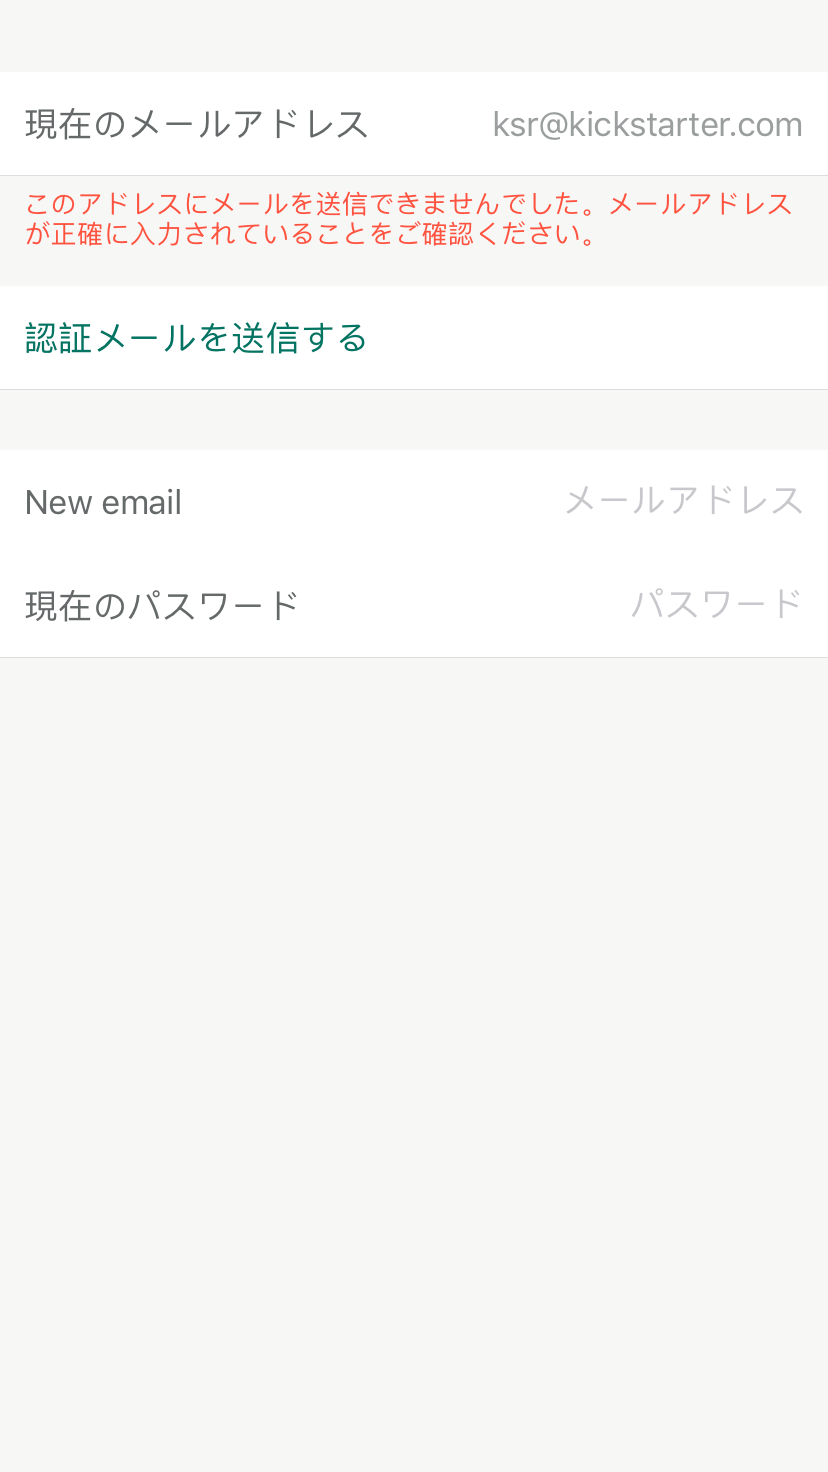 現在のメールアドレス ksr@kickstarter.com
このアドレスにメールを送信できませんでした。メールアドレス
が正確に入力されていることをご確認ください。
認証メールを送信する
New email メールアドレス
現在のパスワード パスワード